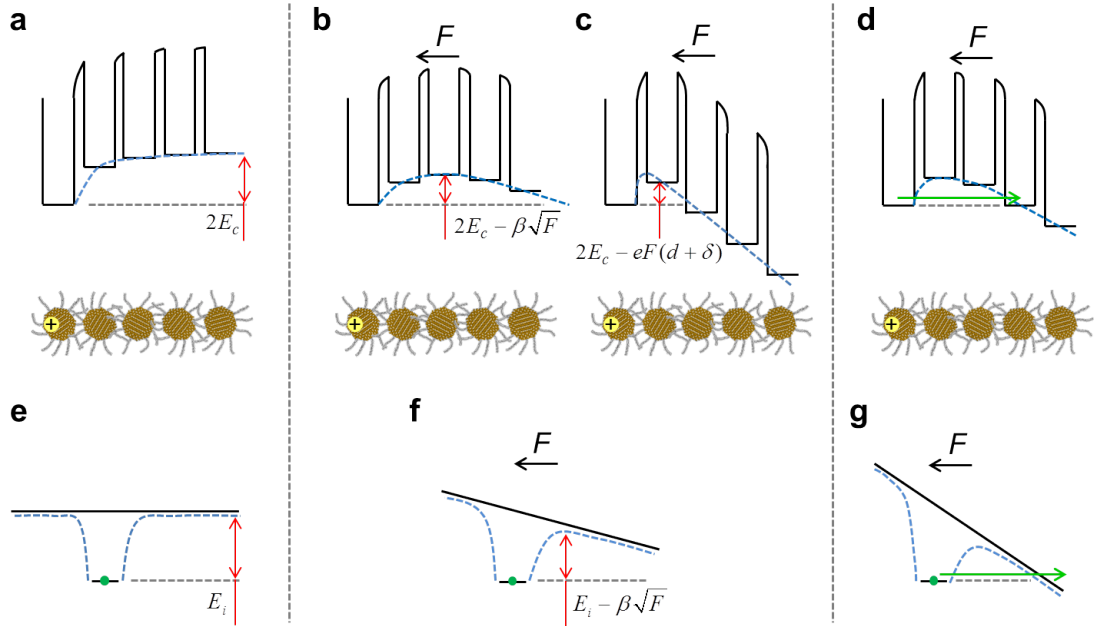 a
b
c
d
F
F
F
2E_c
2E_c − β√F
2E_c − eF(d + δ)
+
+
+
+
e
f
g
F
F
E_i
E_i − β√F